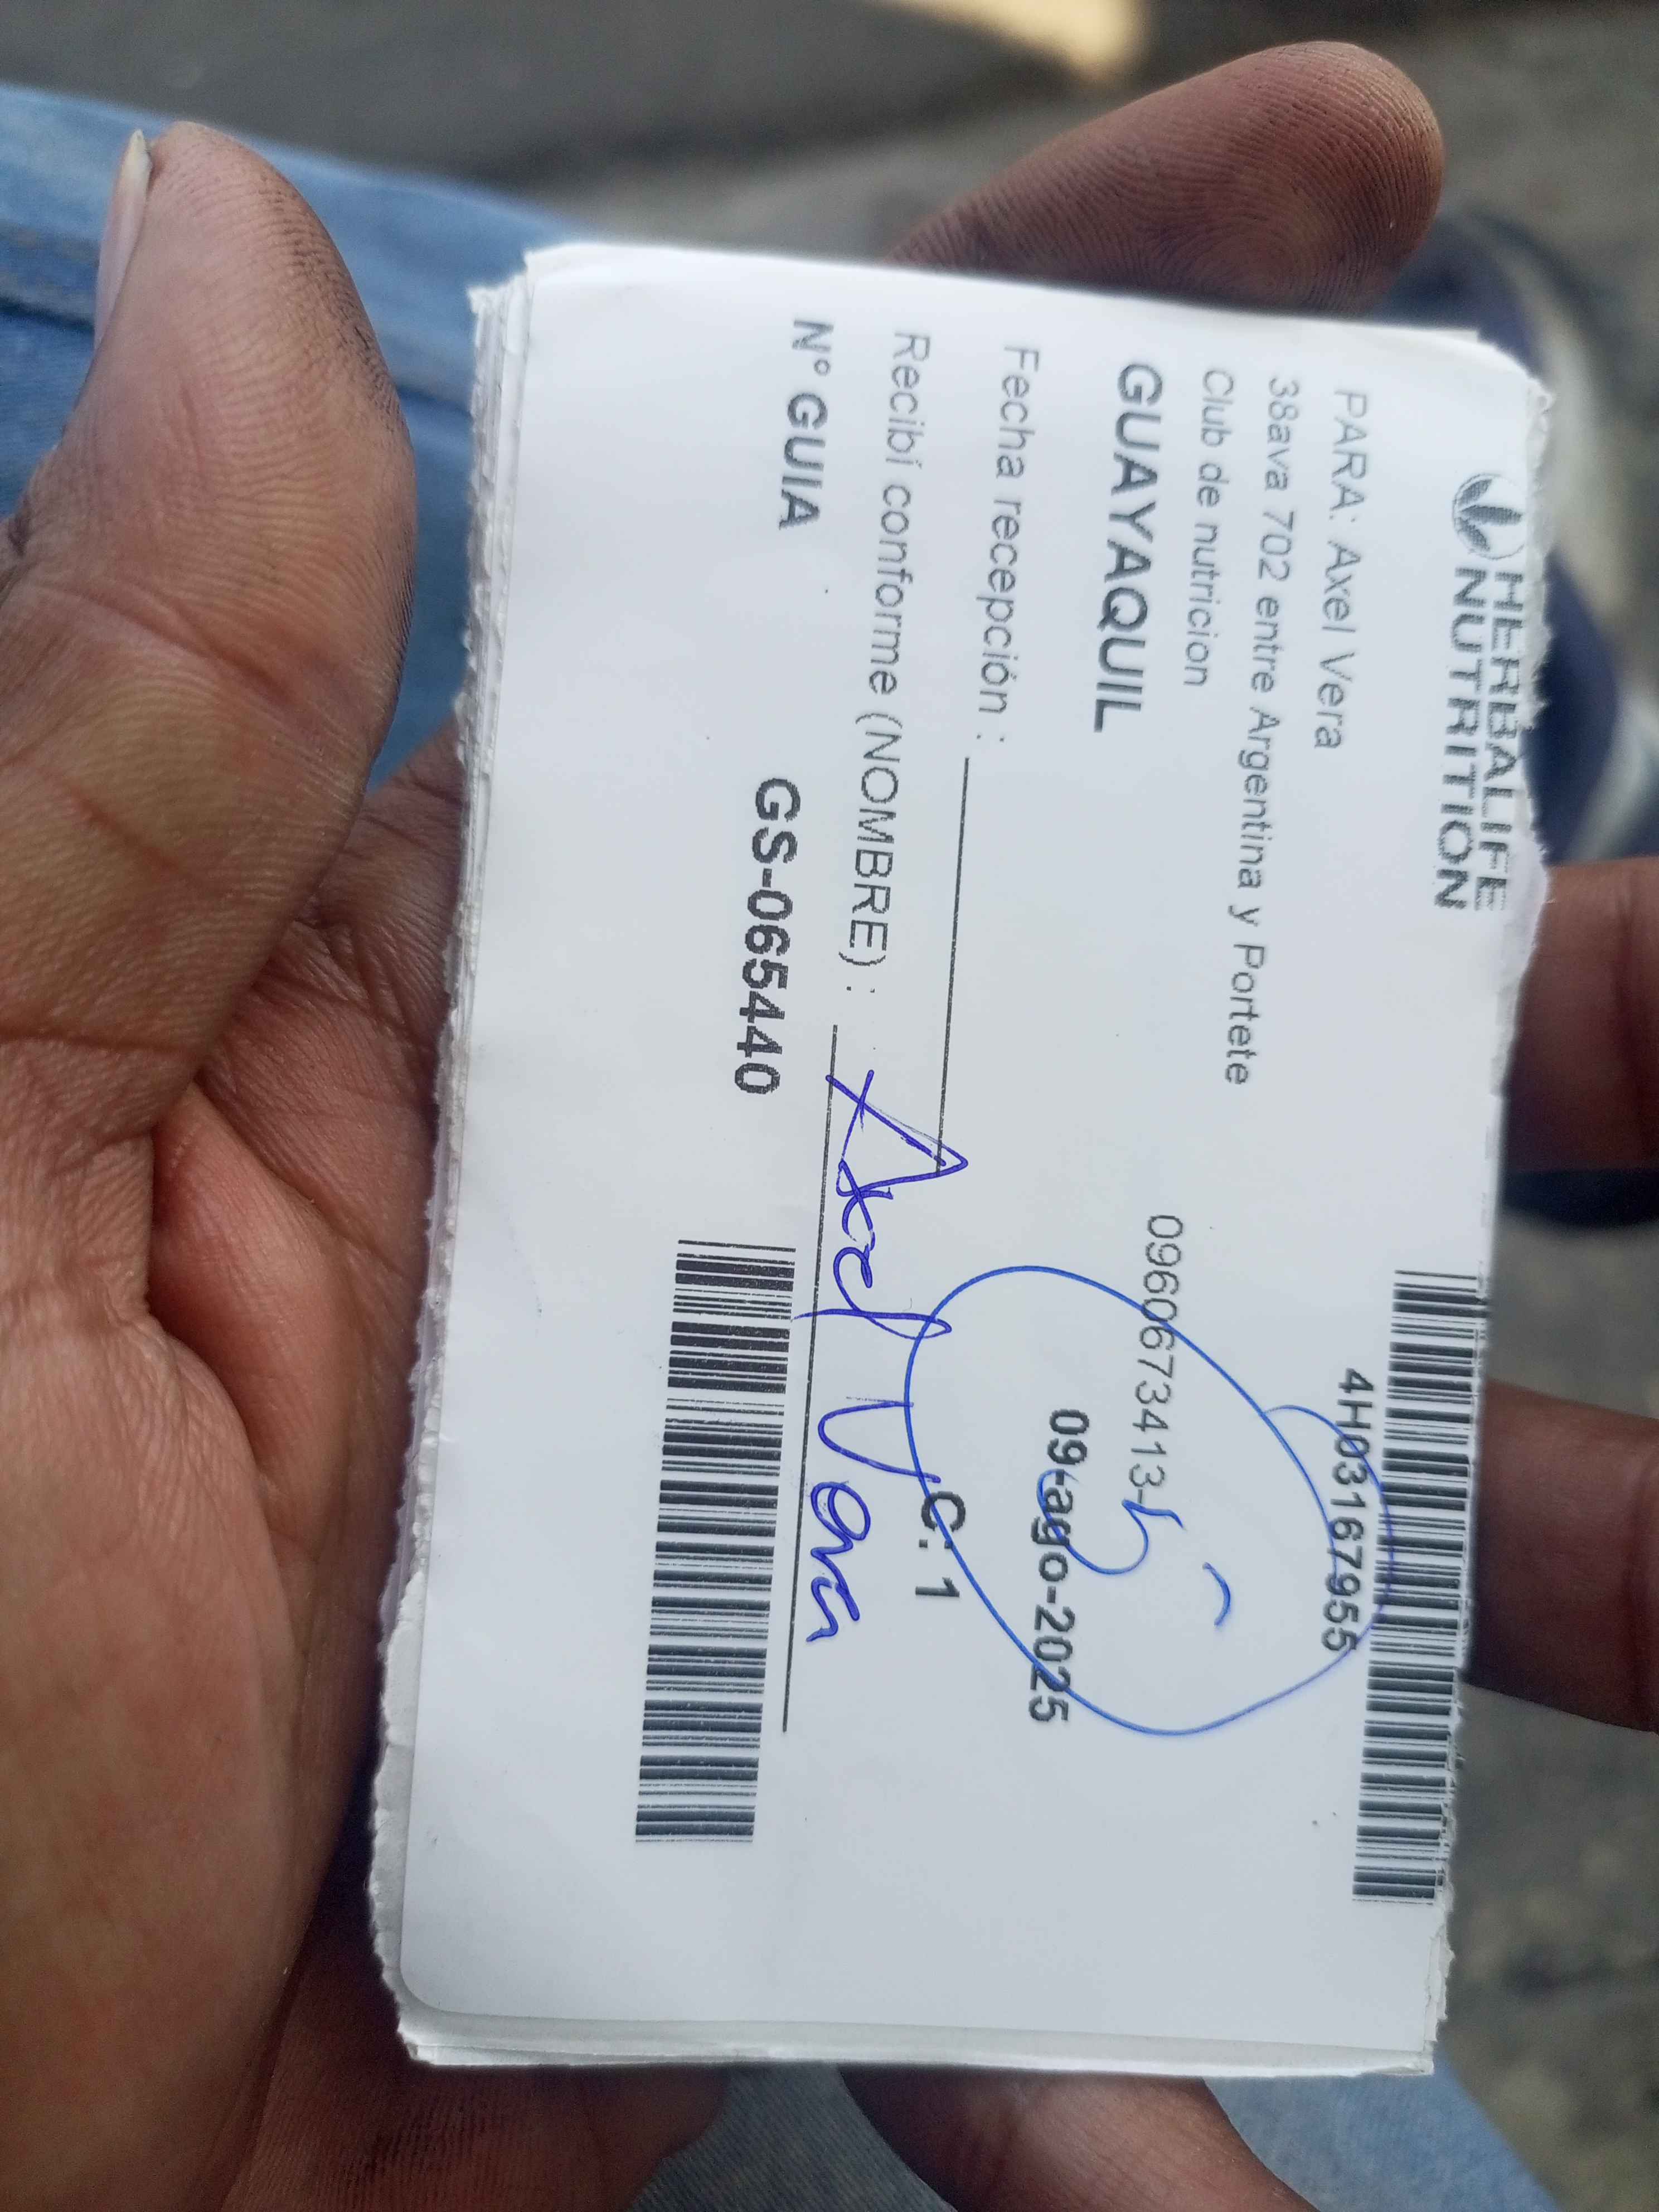 HERBALIFE
NUTRITION
4H03167955
PARA: Axel Vera
38ava 702 entre Argentina y Portete
Club de nutricion
0960673413-
GUAYAQUIL
09-ago-2025
Fecha recepción :
C: 1
Recibí conforme (NOMBRE) : Axel Vera
N° GUIA GS-065440